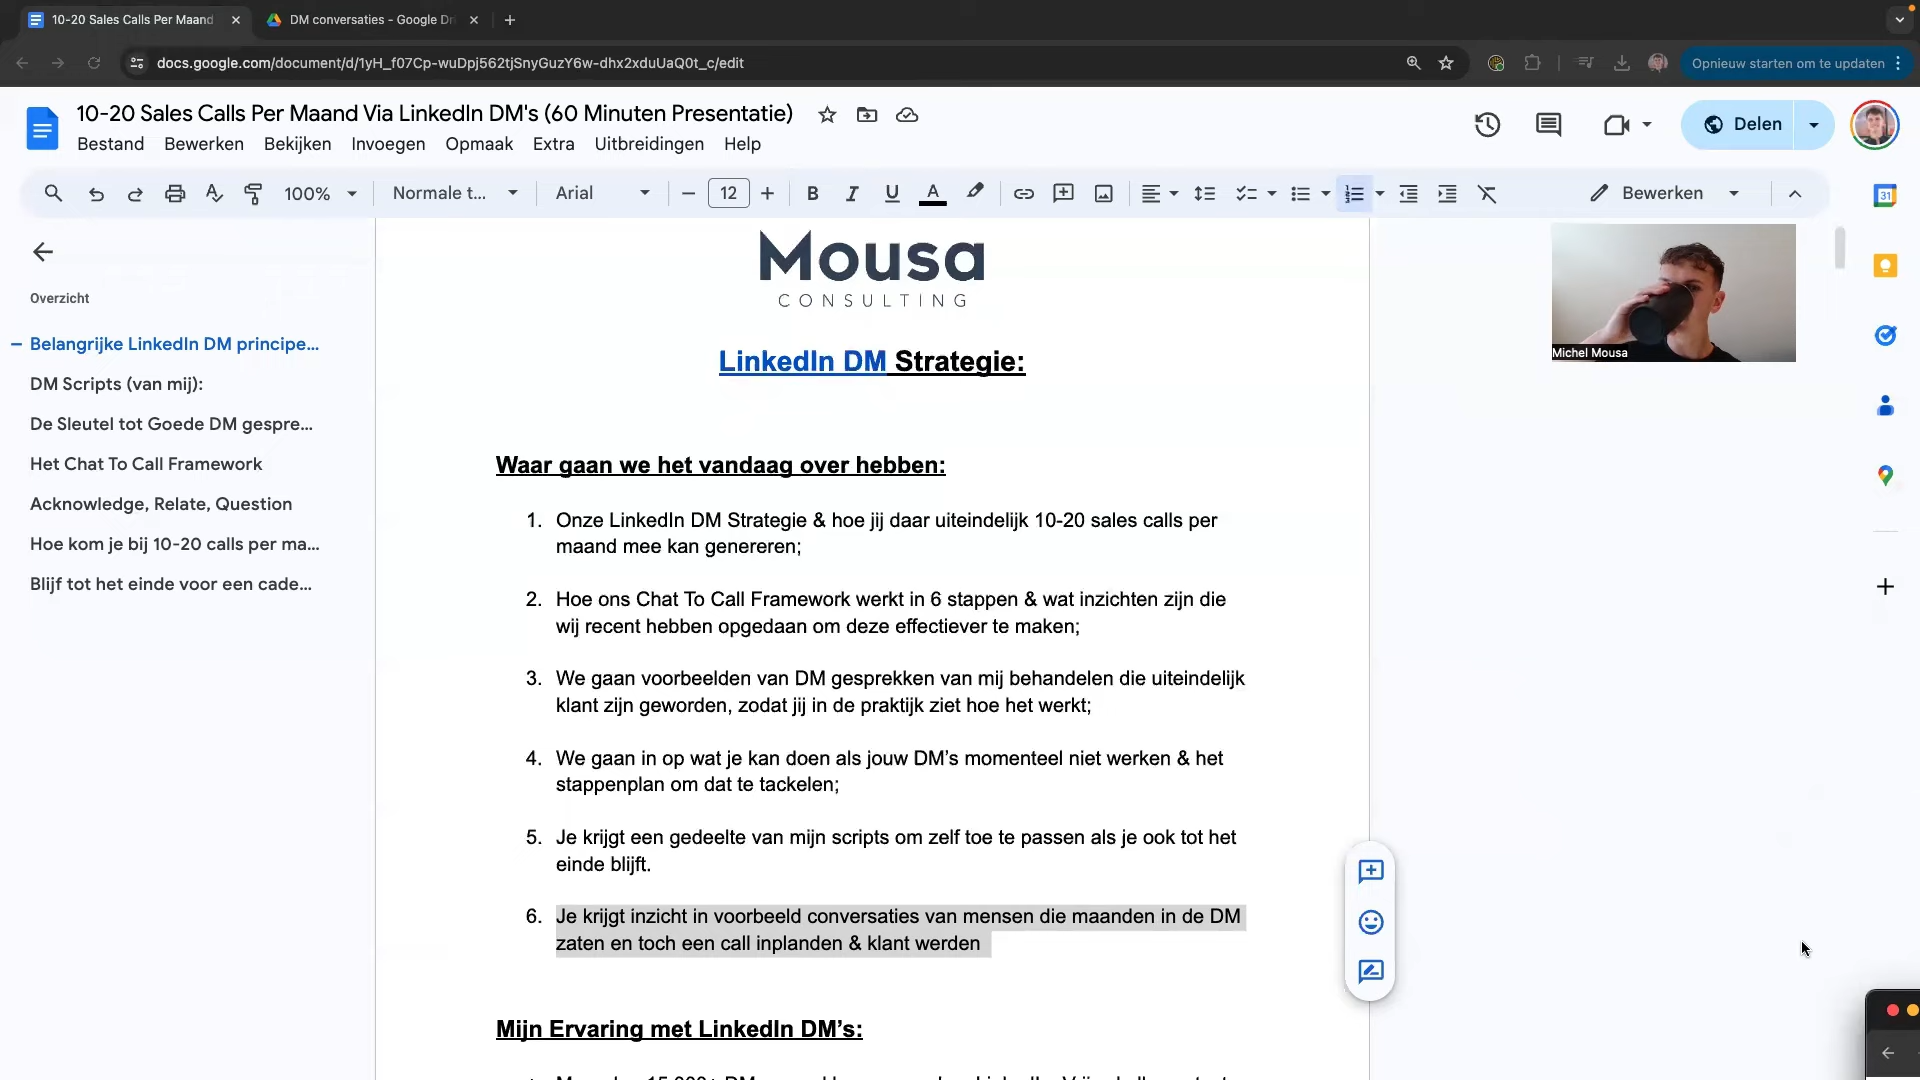 10-20 Sales Calls Per Maand
DM conversaties - Google Dr
docs.google.com/document/d/1yH_f07Cp-wuDpj562tjSnyGuzY6w-dhx2xduUaQ0t_c/edit
Opnieuw starten om te updaten
10-20 Sales Calls Per Maand Via LinkedIn DM's (60 Minuten Presentatie)
Bestand Bewerken Bekijken Invoegen Opmaak Extra Uitbreidingen Help
Delen
100% Normale t... Arial 12 Bewerken
Overzicht
Belangrijke LinkedIn DM principe...
DM Scripts (van mij):
De Sleutel tot Goede DM gespre...
Het Chat To Call Framework
Acknowledge, Relate, Question
Hoe kom je bij 10-20 calls per ma...
Blijf tot het einde voor een cade...
Mousa
CONSULTING
LinkedIn DM Strategie:
Waar gaan we het vandaag over hebben:
1. Onze LinkedIn DM Strategie & hoe jij daar uiteindelijk 10-20 sales calls per
maand mee kan genereren;
2. Hoe ons Chat To Call Framework werkt in 6 stappen & wat inzichten zijn die
wij recent hebben opgedaan om deze effectiever te maken;
3. We gaan voorbeelden van DM gesprekken van mij behandelen die uiteindelijk
klant zijn geworden, zodat jij in de praktijk ziet hoe het werkt;
4. We gaan in op wat je kan doen als jouw DM’s momenteel niet werken & het
stappenplan om dat te tackelen;
5. Je krijgt een gedeelte van mijn scripts om zelf toe te passen als je ook tot het
einde blijft.
6. Je krijgt inzicht in voorbeeld conversaties van mensen die maanden in de DM
zaten en toch een call inplanden & klant werden
Mijn Ervaring met LinkedIn DM’s:
Michel Mousa
31